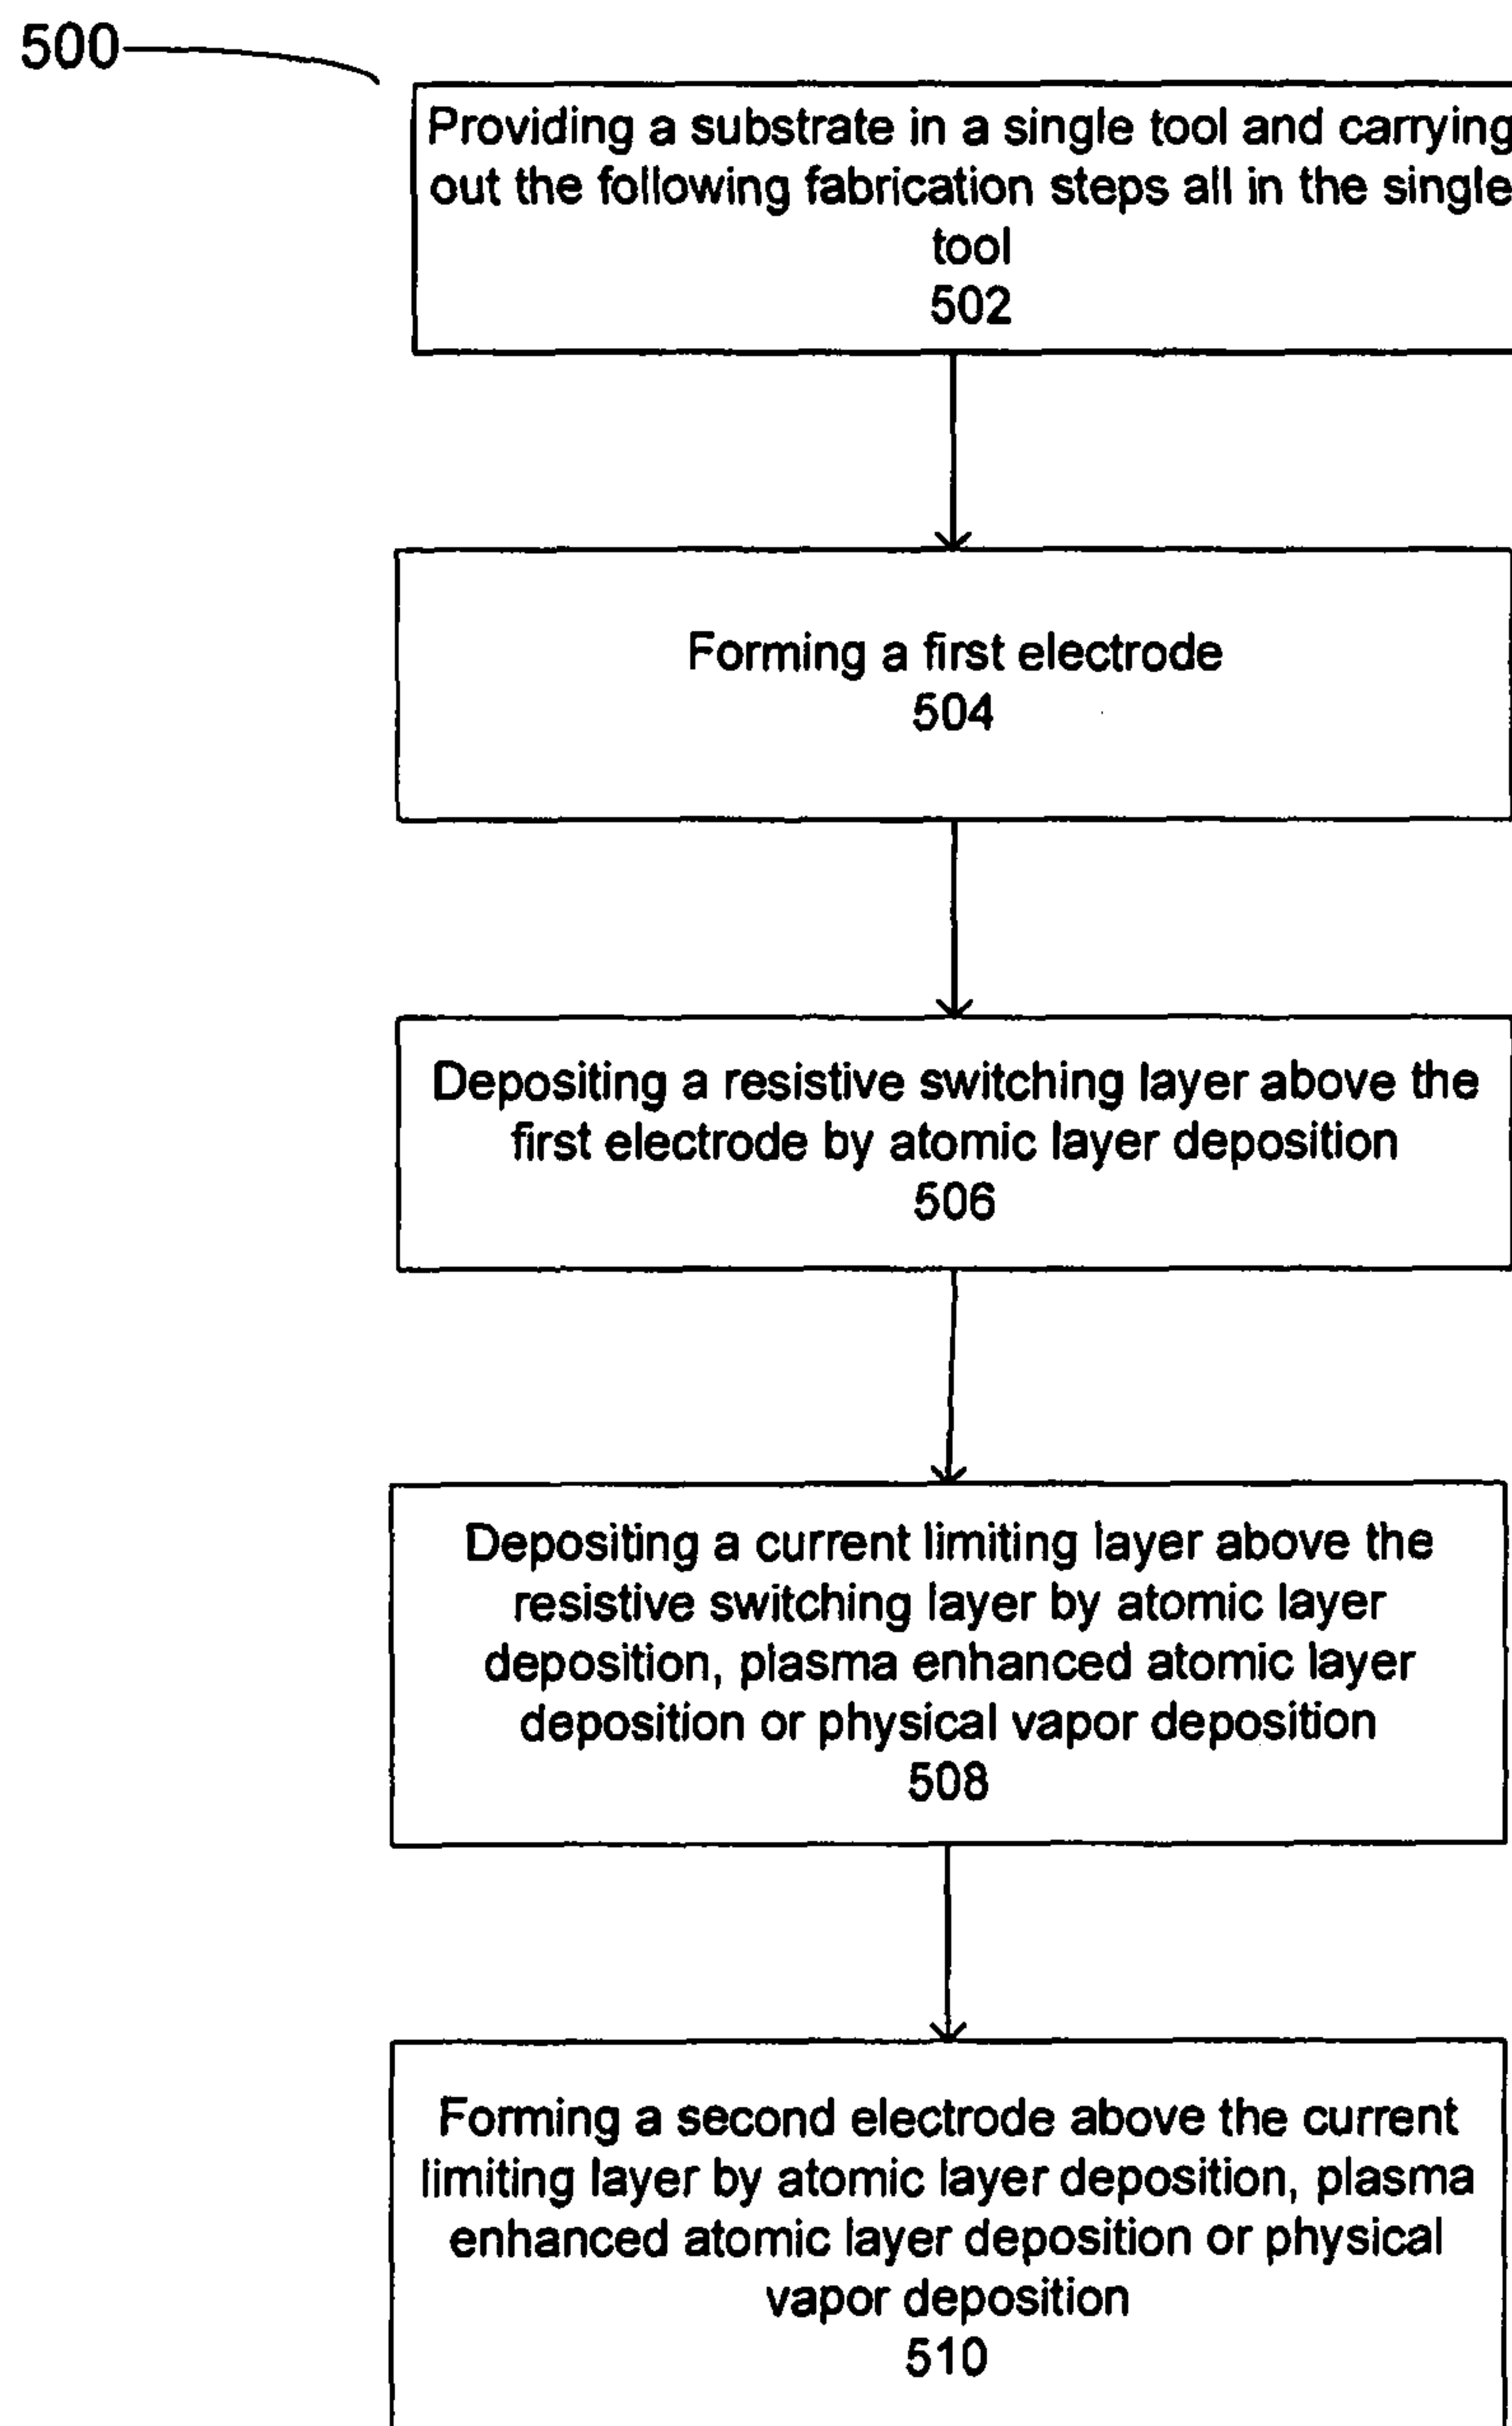 500
Providing a substrate in a single tool and carrying
out the following fabrication steps all in the single
tool
502
Forming a first electrode
504
Depositing a resistive switching layer above the
first electrode by atomic layer deposition
506
Depositing a current limiting layer above the
resistive switching layer by atomic layer
deposition, plasma enhanced atomic layer
deposition or physical vapor deposition
508
Forming a second electrode above the current
limiting layer by atomic layer deposition, plasma
enhanced atomic layer deposition or physical
vapor deposition
510